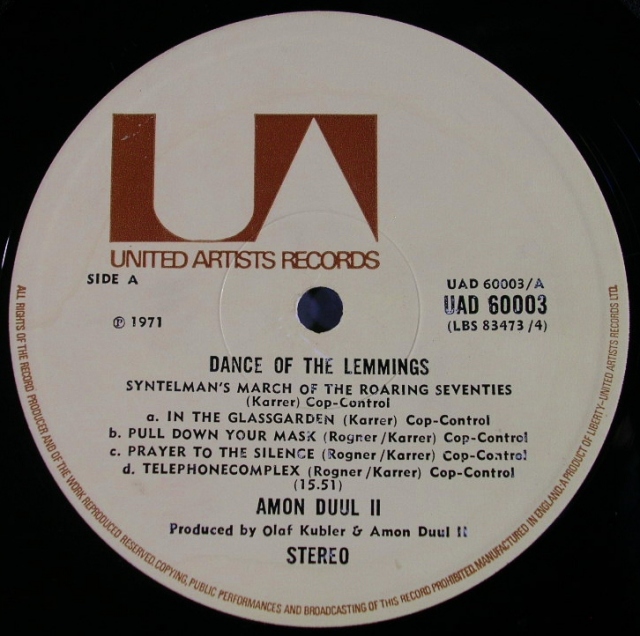 UA
UNITED ARTISTS RECORDS
SIDE A
UAD 60003/A
UAD 60003
(LBS 83473/4)
℗ 1971
DANCE OF THE LEMMINGS
SYNTELMAN'S MARCH OF THE ROARING SEVENTIES
(Karrer) Cop-Control
a. IN THE GLASSGARDEN (Karrer) Cop-Control
b. PULL DOWN YOUR MASK (Rogner/Karrer) Cop-Control
c. PRAYER TO THE SILENCE (Rogner/Karrer) Cop-Control
d. TELEPHONECOMPLEX (Rogner/Karrer) Cop-Control
(15.51)
AMON DUUL II
Produced by Olaf Kubler & Amon Duul II
STEREO
ALL RIGHTS OF THE RECORD PRODUCER AND OF THE WORK REPRODUCED RESERVED. COPYING, PUBLIC PERFORMANCES AND BROADCASTING OF THIS RECORD PROHIBITED. MANUFACTURED IN ENGLAND. A PRODUCT OF LIBERTY-UNITED ARTISTS RECORDS LTD.